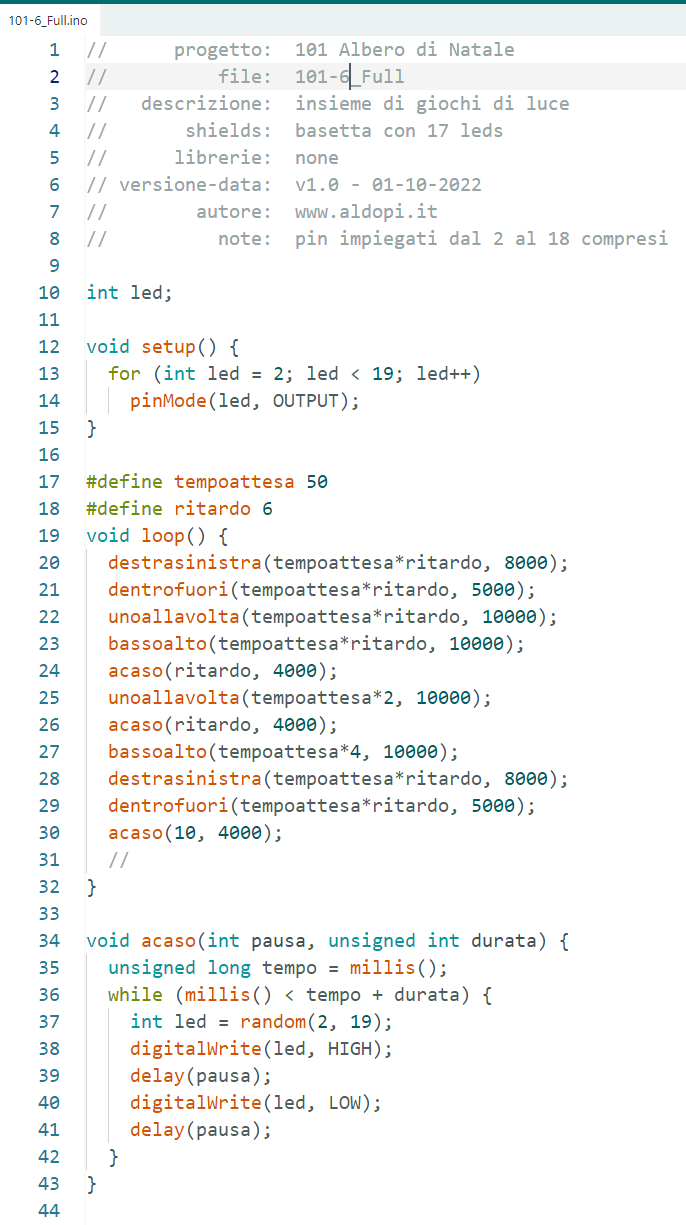 101-6_Full.ino
1 //      progetto:  101 Albero di Natale
2 //          file:  101-6_Full
3 //   descrizione:  insieme di giochi di luce
4 //       shields:  basetta con 17 leds
5 //      librerie:  none
6 // versione-data:  v1.0 - 01-10-2022
7 //        autore:  www.aldopi.it
8 //          note:  pin impiegati dal 2 al 18 compresi
9
10 int led;
11
12 void setup() {
13   for (int led = 2; led < 19; led++)
14     pinMode(led, OUTPUT);
15 }
16
17 #define tempoattesa 50
18 #define ritardo 6
19 void loop() {
20   destrasinistra(tempoattesa*ritardo, 8000);
21   dentrofuori(tempoattesa*ritardo, 5000);
22   unoallavolta(tempoattesa*ritardo, 10000);
23   bassoalto(tempoattesa*ritardo, 10000);
24   acaso(ritardo, 4000);
25   unoallavolta(tempoattesa*2, 10000);
26   acaso(ritardo, 4000);
27   bassoalto(tempoattesa*4, 10000);
28   destrasinistra(tempoattesa*ritardo, 8000);
29   dentrofuori(tempoattesa*ritardo, 5000);
30   acaso(10, 4000);
31   //
32 }
33
34 void acaso(int pausa, unsigned int durata) {
35   unsigned long tempo = millis();
36   while (millis() < tempo + durata) {
37     int led = random(2, 19);
38     digitalWrite(led, HIGH);
39     delay(pausa);
40     digitalWrite(led, LOW);
41     delay(pausa);
42   }
43 }
44